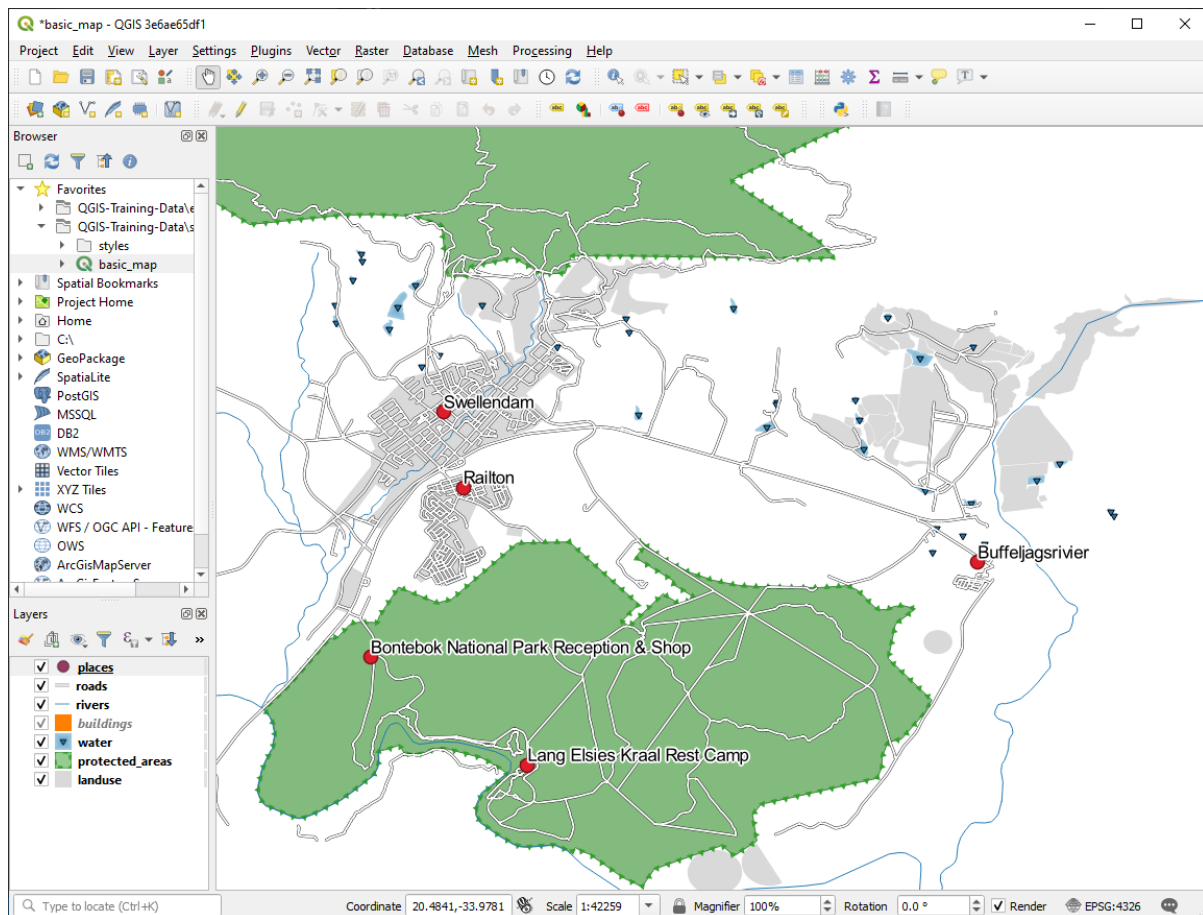 *basic_map - QGIS 3e6ae65df1
Project Edit View Layer Settings Plugins Vector Raster Database Mesh Processing Help
Browser
Favorites
QGIS-Training-Data\e
QGIS-Training-Data\s
styles
basic_map
Spatial Bookmarks
Project Home
Home
C:\
GeoPackage
SpatiaLite
PostGIS
MSSQL
DB2
WMS/WMTS
Vector Tiles
XYZ Tiles
WCS
WFS / OGC API - Feature
OWS
ArcGisMapServer
Layers
»
places
roads
rivers
buildings
water
protected_areas
landuse
Swellendam
Railton
Buffeljagsrivier
Bontebok National Park Reception & Shop
Lang Elsies Kraal Rest Camp
Type to locate (Ctrl+K) Coordinate 20.4841,-33.9781 Scale 1:42259 Magnifier 100% Rotation 0.0 ° Render EPSG:4326